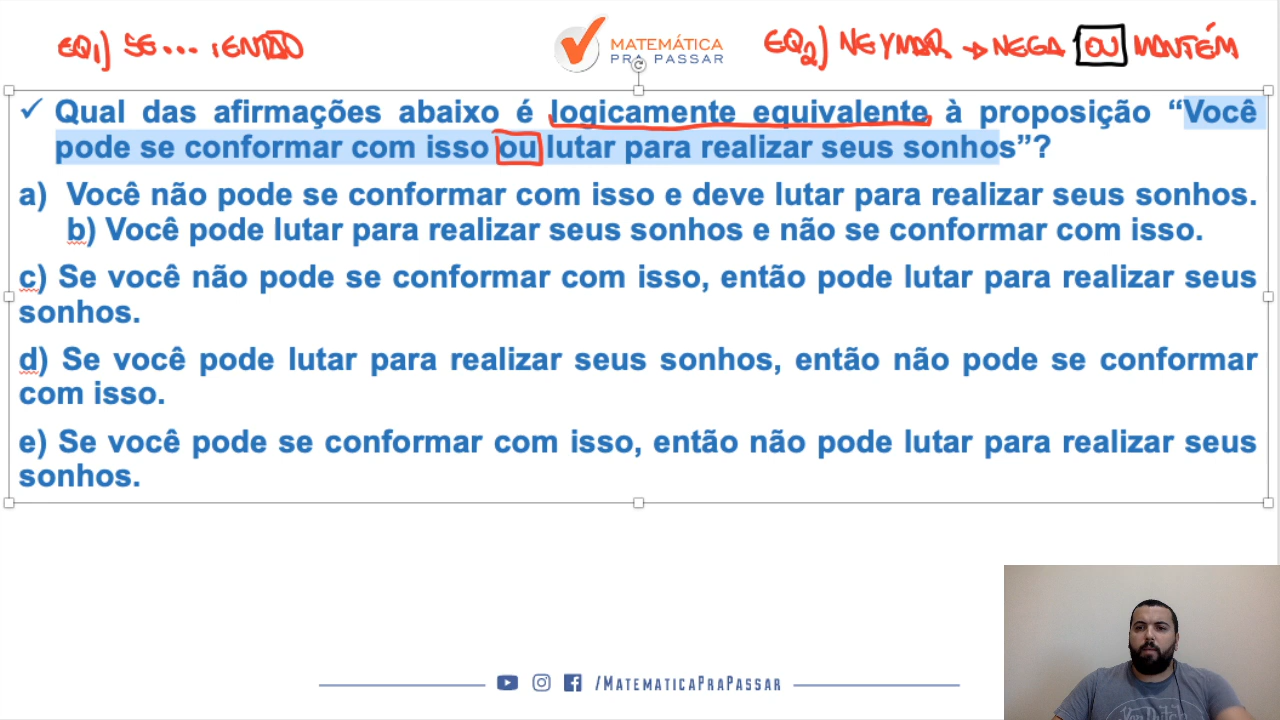 EQ1) SE... , ENTÃO
MATEMÁTICA
PRA PASSAR
EQ2) NEYMAR → NEGA OU MANTÉM
✓ Qual das afirmações abaixo é logicamente equivalente à proposição “Você
pode se conformar com isso ou lutar para realizar seus sonhos”?
a) Você não pode se conformar com isso e deve lutar para realizar seus sonhos.
b) Você pode lutar para realizar seus sonhos e não se conformar com isso.
c) Se você não pode se conformar com isso, então pode lutar para realizar seus
sonhos.
d) Se você pode lutar para realizar seus sonhos, então não pode se conformar
com isso.
e) Se você pode se conformar com isso, então não pode lutar para realizar seus
sonhos.
/MATEMATICAPRAPASSAR